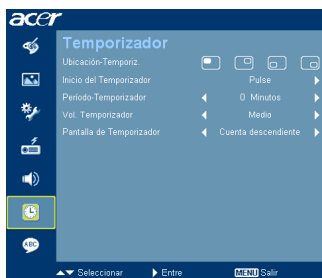 acer
Temporizador
Ubicación-Temporiz.
Inicio del Temporizador Pulse
Período-Temporizador 0 Minutos
Vol. Temporizador Medio
Pantalla de Temporizador Cuenta descendiente
ABC
Seleccionar Entre MENU Salir